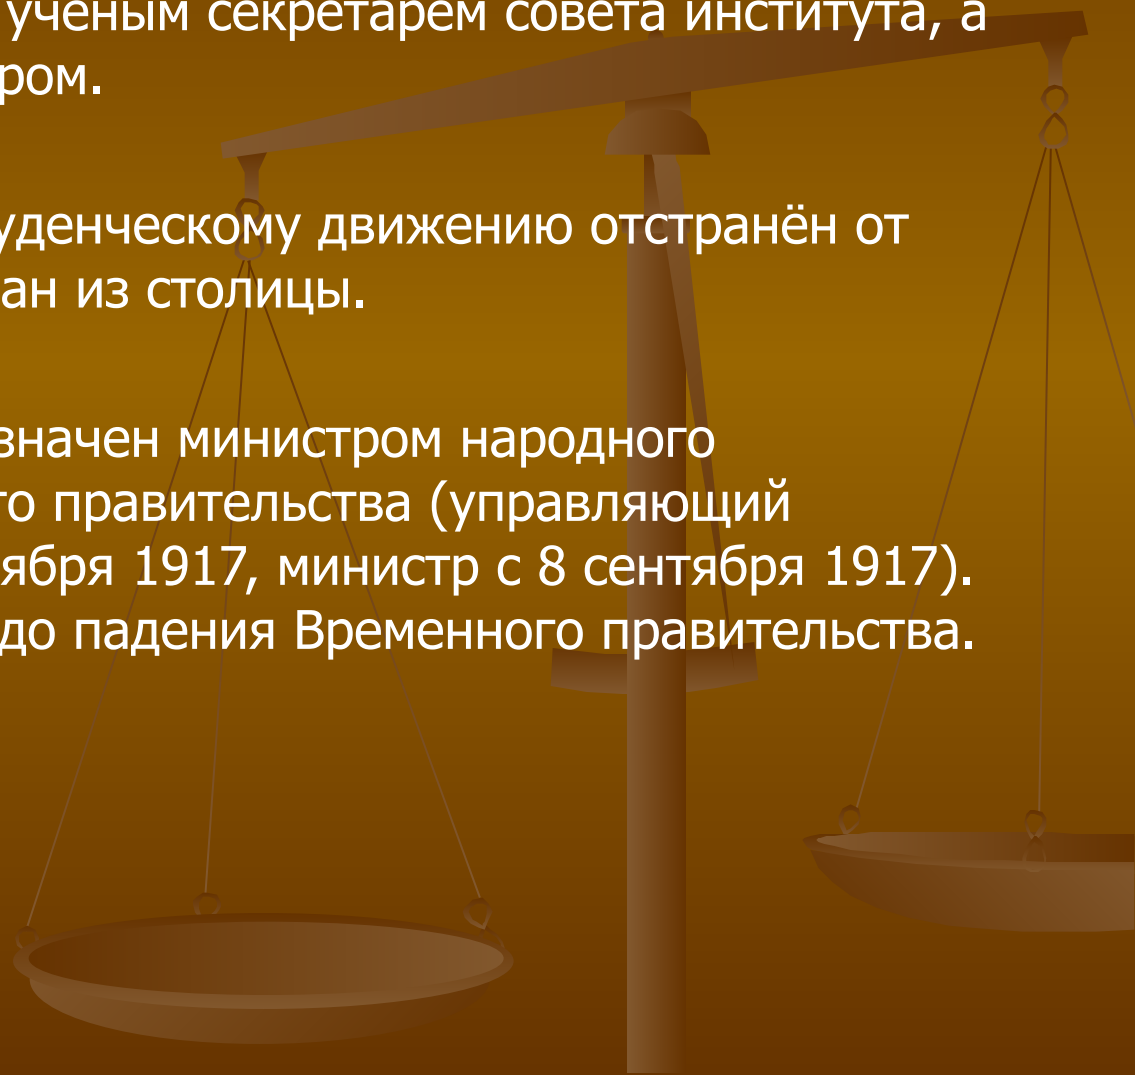 учёным секретарём совета института, а
ром.
уденческому движению отстранён от
ан из столицы.
значен министром народного
го правительства (управляющий
ября 1917, министр с 8 сентября 1917).
до падения Временного правительства.